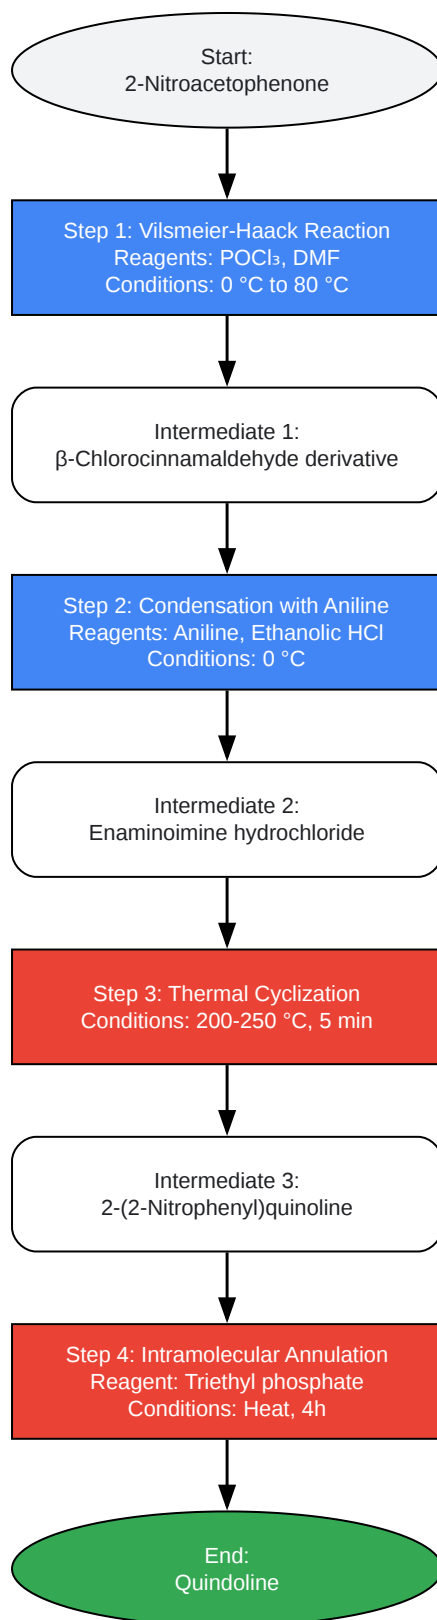 Start:
2-Nitroacetophenone
Step 1: Vilsmeier-Haack Reaction
Reagents: POCl₃, DMF
Conditions: 0 °C to 80 °C
Intermediate 1:
β-Chlorocinnamaldehyde derivative
Step 2: Condensation with Aniline
Reagents: Aniline, Ethanolic HCl
Conditions: 0 °C
Intermediate 2:
Enaminoimine hydrochloride
Step 3: Thermal Cyclization
Conditions: 200-250 °C, 5 min
Intermediate 3:
2-(2-Nitrophenyl)quinoline
Step 4: Intramolecular Annulation
Reagent: Triethyl phosphate
Conditions: Heat, 4h
End:
Quindoline